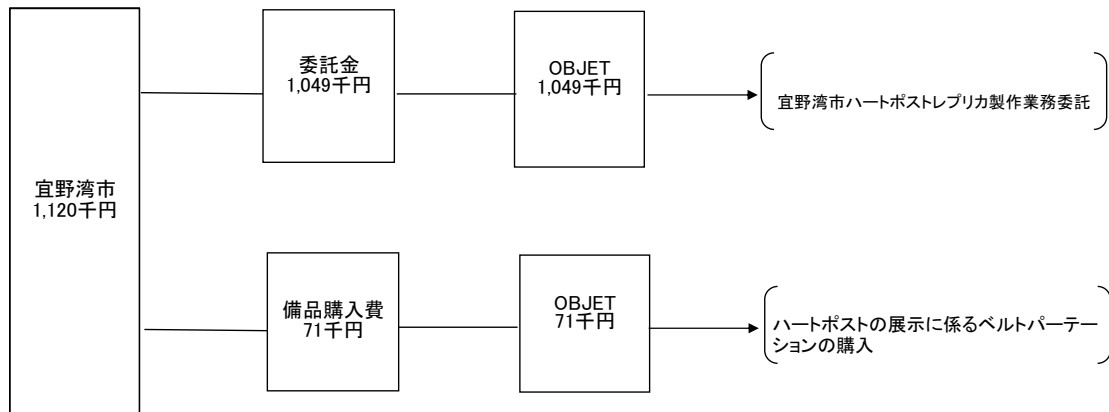 宜野湾市
1,120千円
委託金
1,049千円
OBJET
1,049千円
宜野湾市ハートポストレプリカ製作業務委託
備品購入費
71千円
OBJET
71千円
ハートポストの展示に係るベルトパーテー
ションの購入